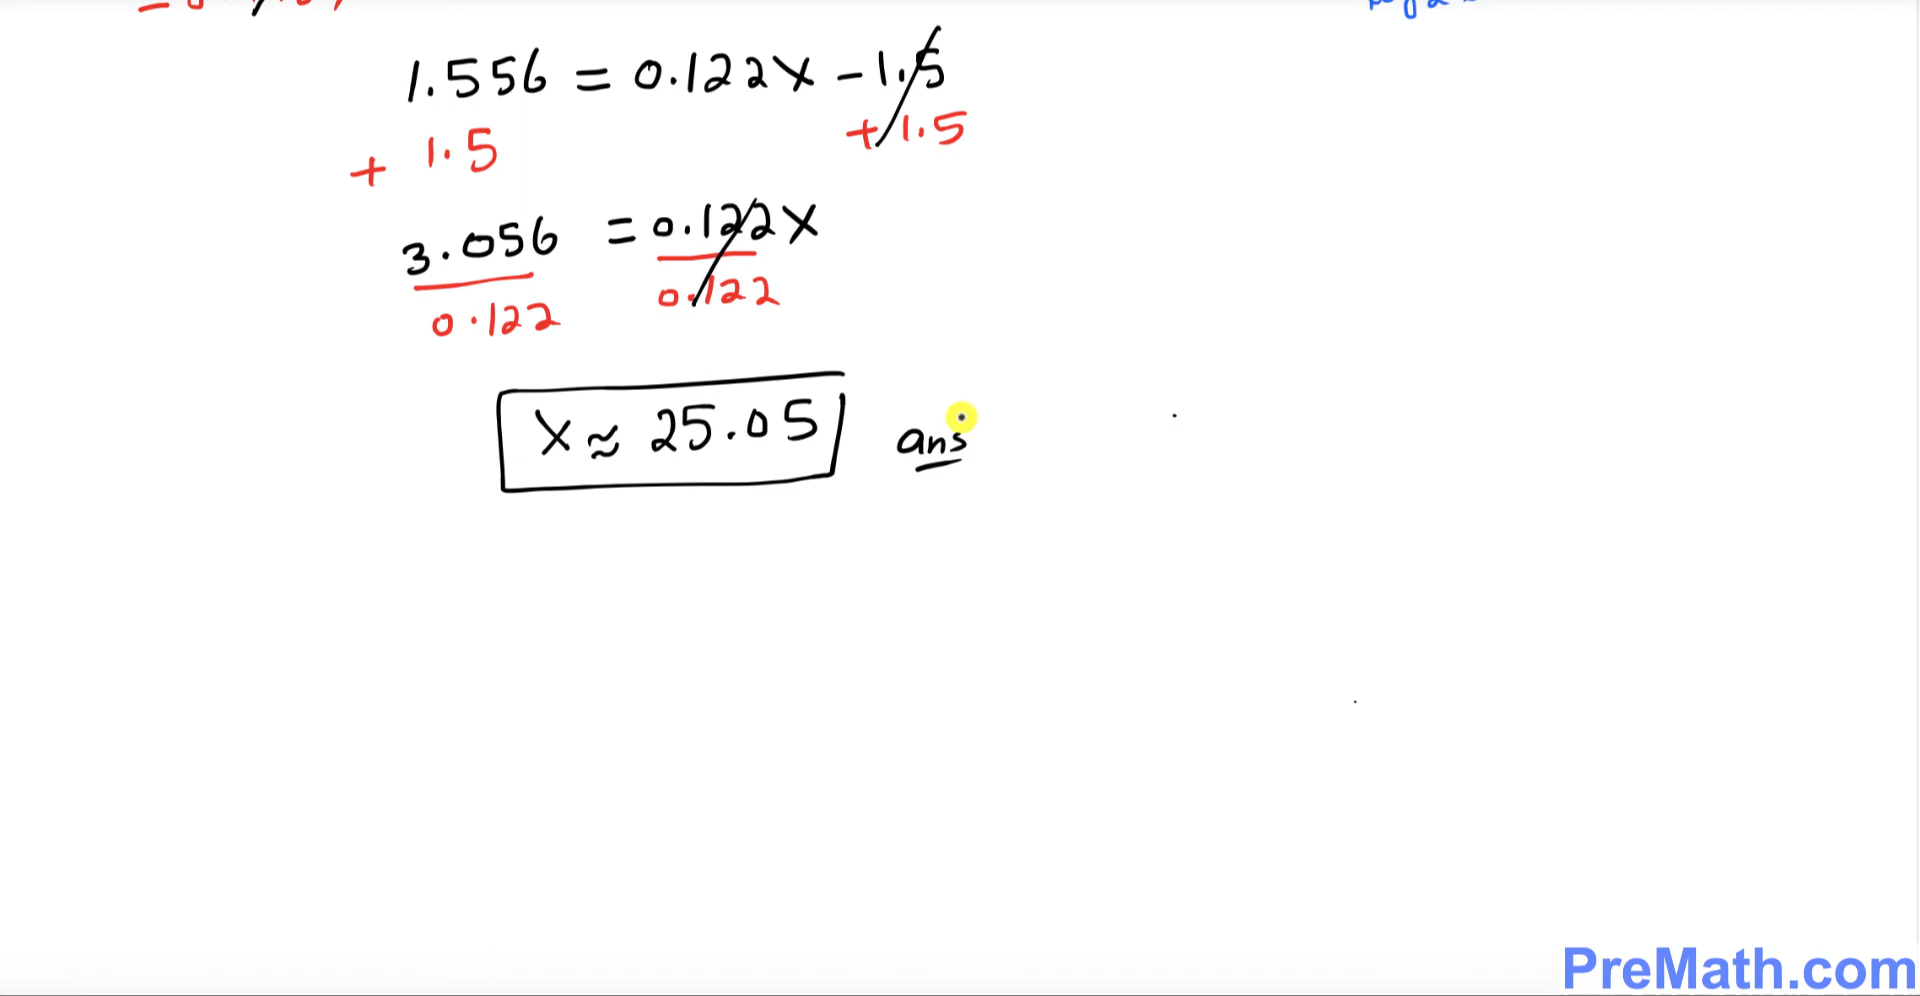 1.556 = 0.122x - 1.5
+ 1.5 + 1.5
3.056 = 0.122x
0.122 0.122
x ≈ 25.05 ans
PreMath.com